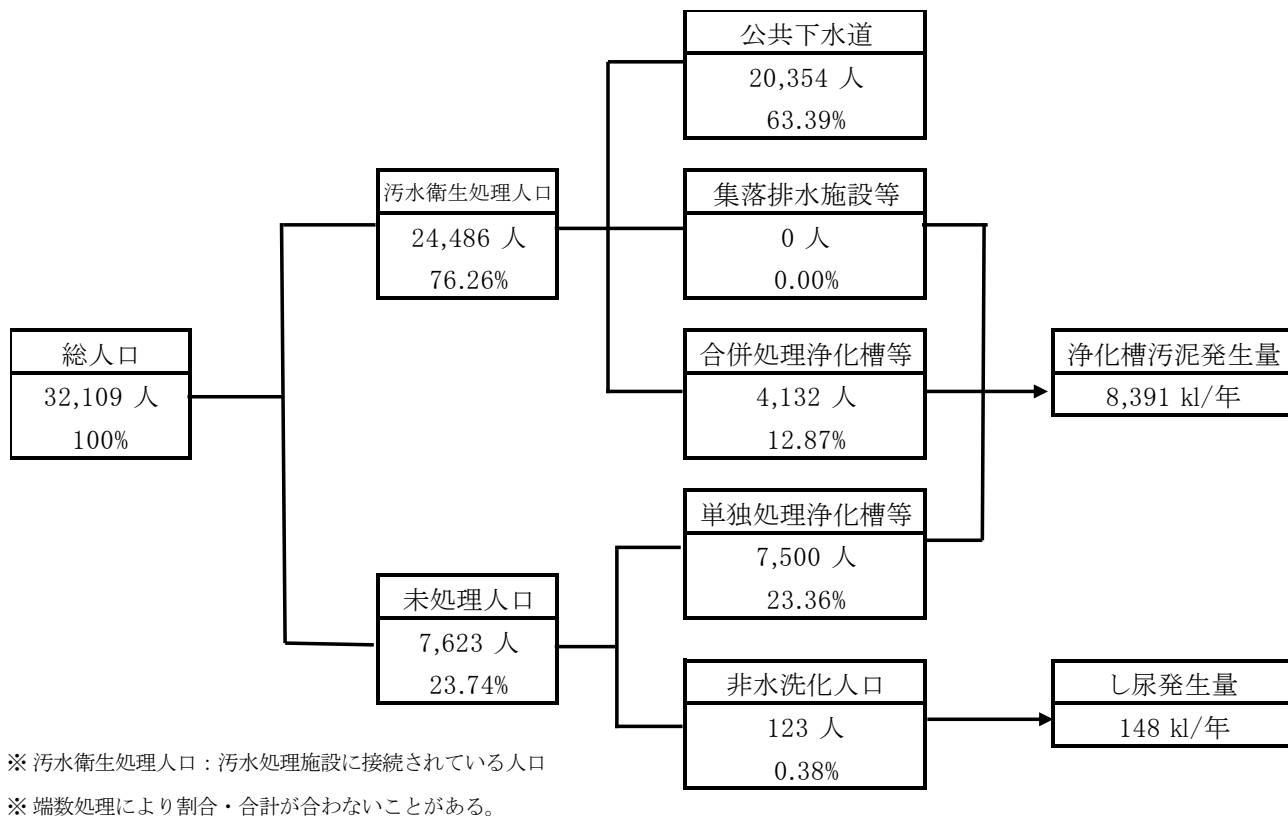 公共下水道
20,354 人
63.39%
汚水衛生処理人口
24,486 人
76.26%
集落排水施設等
0 人
0.00%
総人口
32,109 人
100%
合併処理浄化槽等
4,132 人
12.87%
浄化槽汚泥発生量
8,391 kl/年
単独処理浄化槽等
7,500 人
23.36%
未処理人口
7,623 人
23.74%
非水洗化人口
123 人
0.38%
し尿発生量
148 kl/年
※ 汚水衛生処理人口：汚水処理施設に接続されている人口
※ 端数処理により割合・合計が合わないことがある。